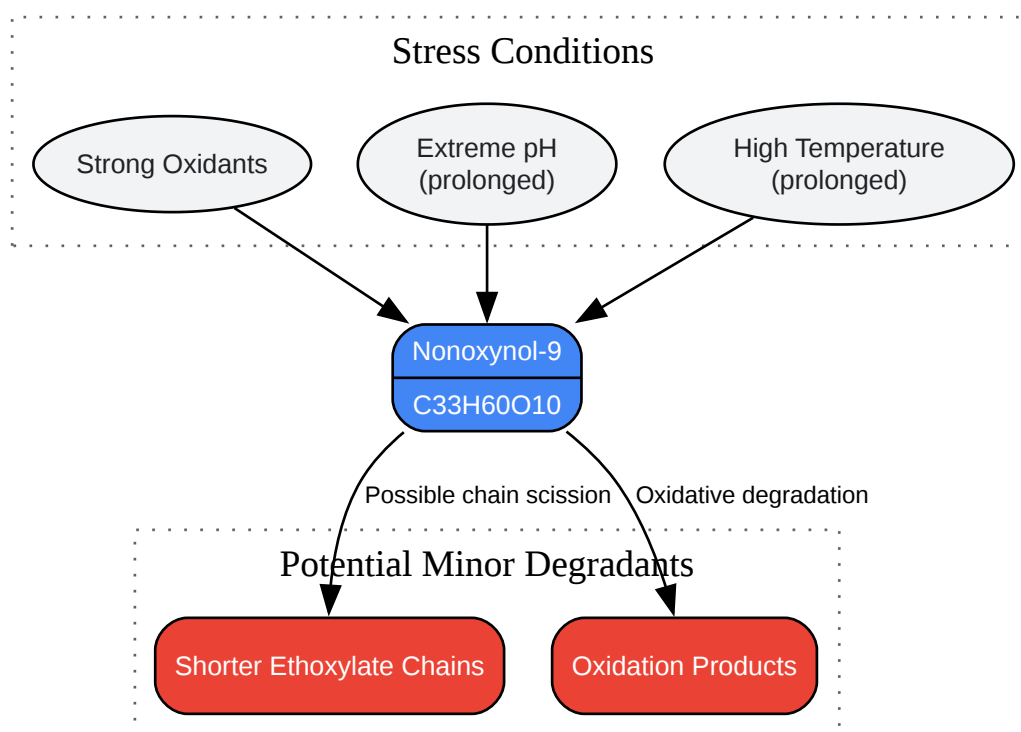 Stress Conditions
Strong Oxidants
Extreme pH
(prolonged)
High Temperature
(prolonged)
Nonoxynol-9
C33H60O10
Possible chain scission
Oxidative degradation
Potential Minor Degradants
Shorter Ethoxylate Chains
Oxidation Products